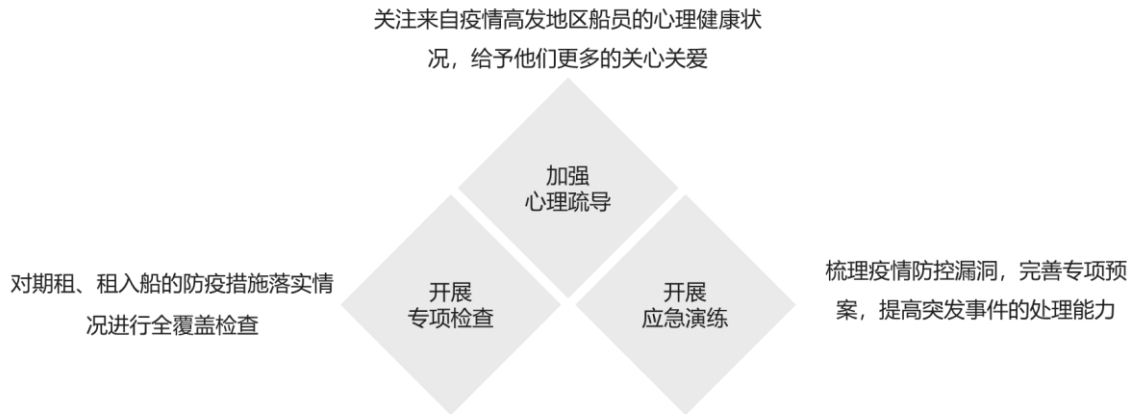 关注来自疫情高发地区船员的心理健康状
况，给予他们更多的关心关爱
加强
心理疏导
对期租、租入船的防疫措施落实情
况进行全覆盖检查
开展
专项检查
开展
应急演练
梳理疫情防控漏洞，完善专项预
案，提高突发事件的处理能力